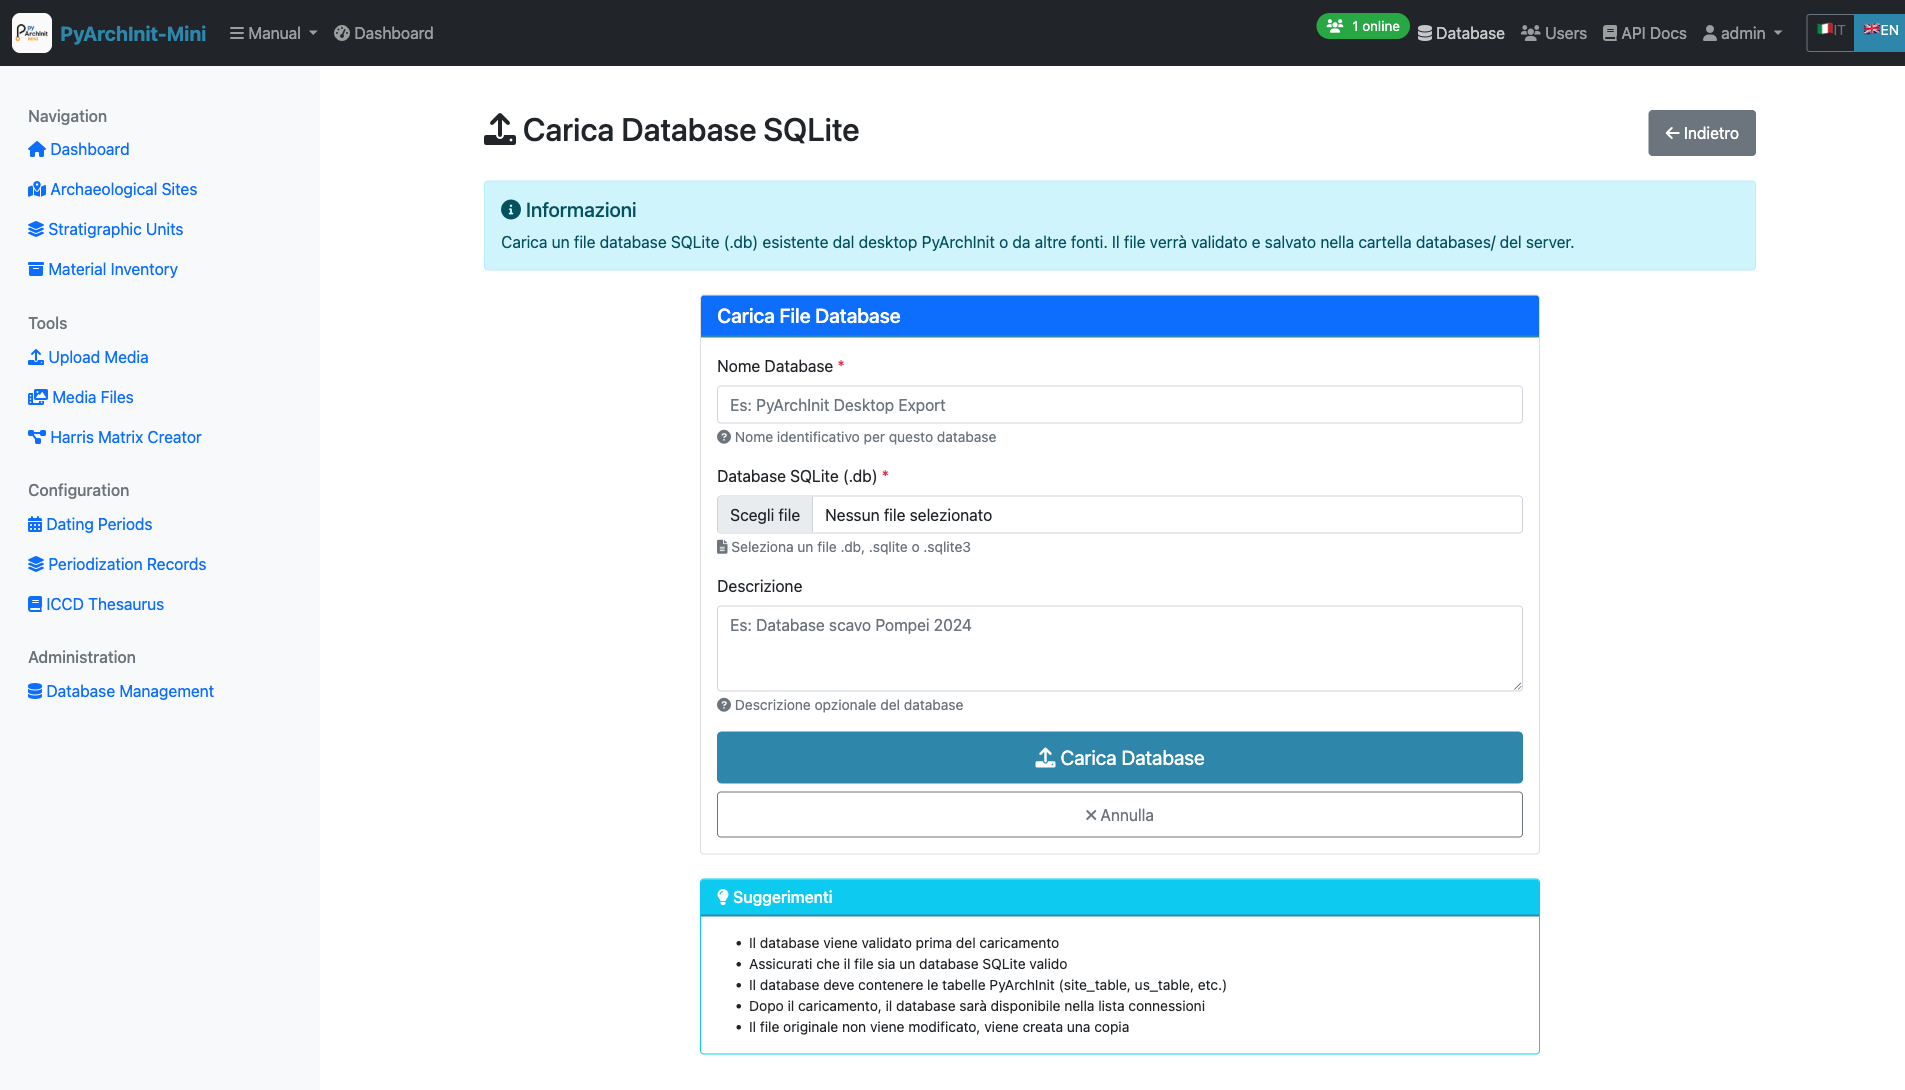 PyArchInit-Mini
Manual
Dashboard
1 online
Database
Users
API Docs
admin
IT
EN
Navigation
Dashboard
Archaeological Sites
Stratigraphic Units
Material Inventory
Tools
Upload Media
Media Files
Harris Matrix Creator
Configuration
Dating Periods
Periodization Records
ICCD Thesaurus
Administration
Database Management
Carica Database SQLite
Indietro
Informazioni
Carica un file database SQLite (.db) esistente dal desktop PyArchInit o da altre fonti. Il file verrà validato e salvato nella cartella databases/ del server.
Carica File Database
Nome Database *
Es: PyArchInit Desktop Export
Nome identificativo per questo database
Database SQLite (.db) *
Scegli file Nessun file selezionato
Seleziona un file .db, .sqlite o .sqlite3
Descrizione
Es: Database scavo Pompei 2024
Descrizione opzionale del database
Carica Database
Annulla
Suggerimenti
• Il database viene validato prima del caricamento
• Assicurati che il file sia un database SQLite valido
• Il database deve contenere le tabelle PyArchInit (site_table, us_table, etc.)
• Dopo il caricamento, il database sarà disponibile nella lista connessioni
• Il file originale non viene modificato, viene creata una copia